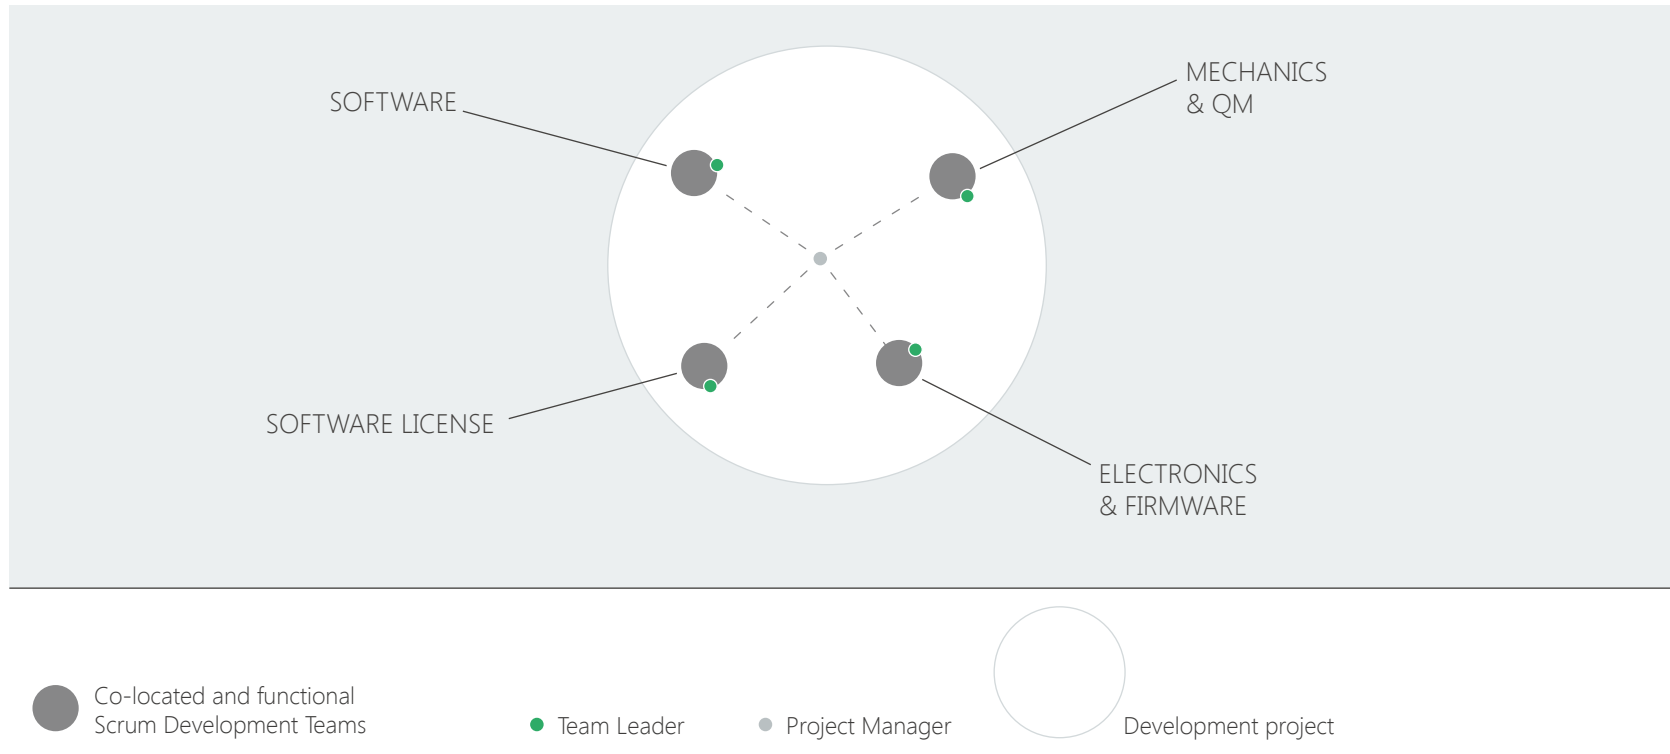 SOFTWARE
MECHANICS
& QM
SOFTWARE LICENSE
ELECTRONICS
& FIRMWARE
Co-located and functional
Scrum Development Teams
Team Leader
Project Manager
Development project